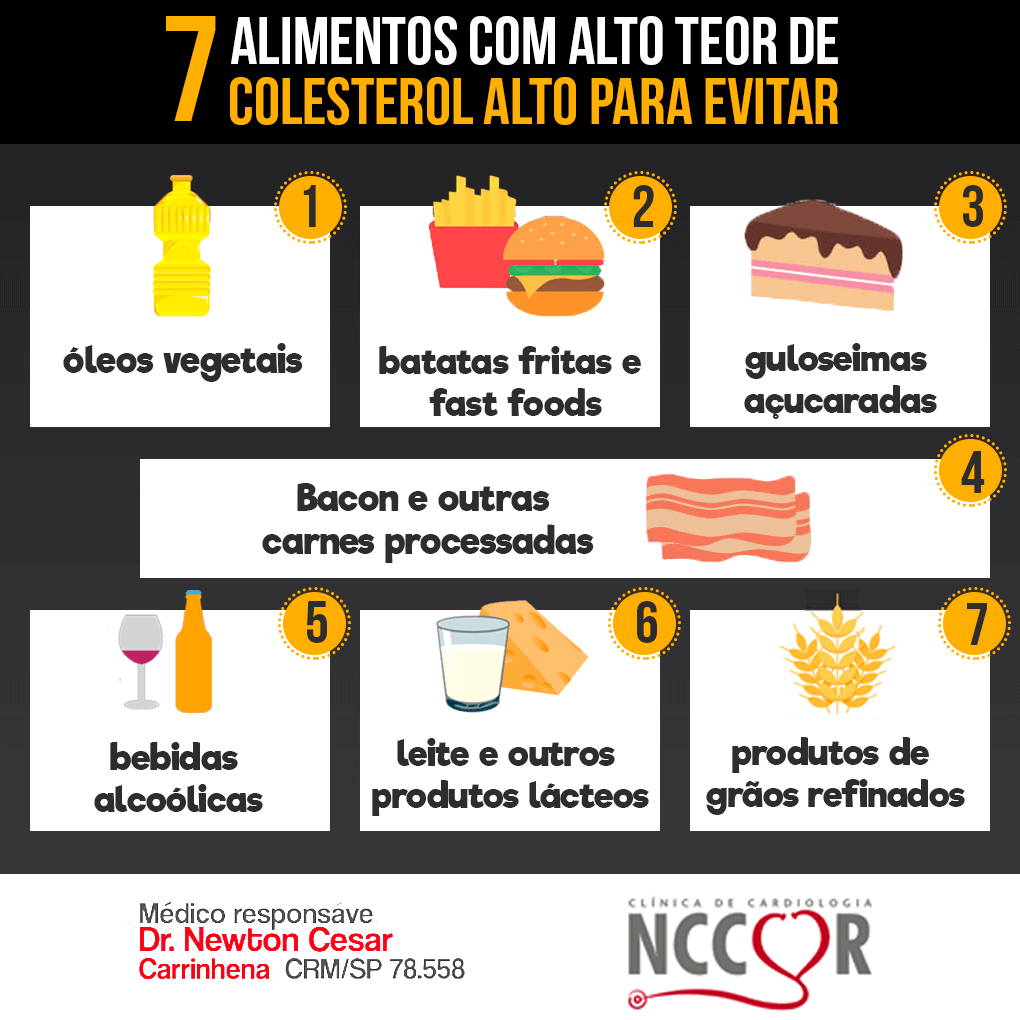 7 ALIMENTOS COM ALTO TEOR DE
COLESTEROL ALTO PARA EVITAR
1
óleos vegetais
2
batatas fritas e
fast foods
3
guloseimas
açucaradas
4
Bacon e outras
carnes processadas
5
bebidas
alcoólicas
6
leite e outros
produtos lácteos
7
produtos de
grãos refinados
Médico responsáve
Dr. Newton Cesar
Carrinhena CRM/SP 78.558
CLÍNICA DE CARDIOLOGIA
NCCOR